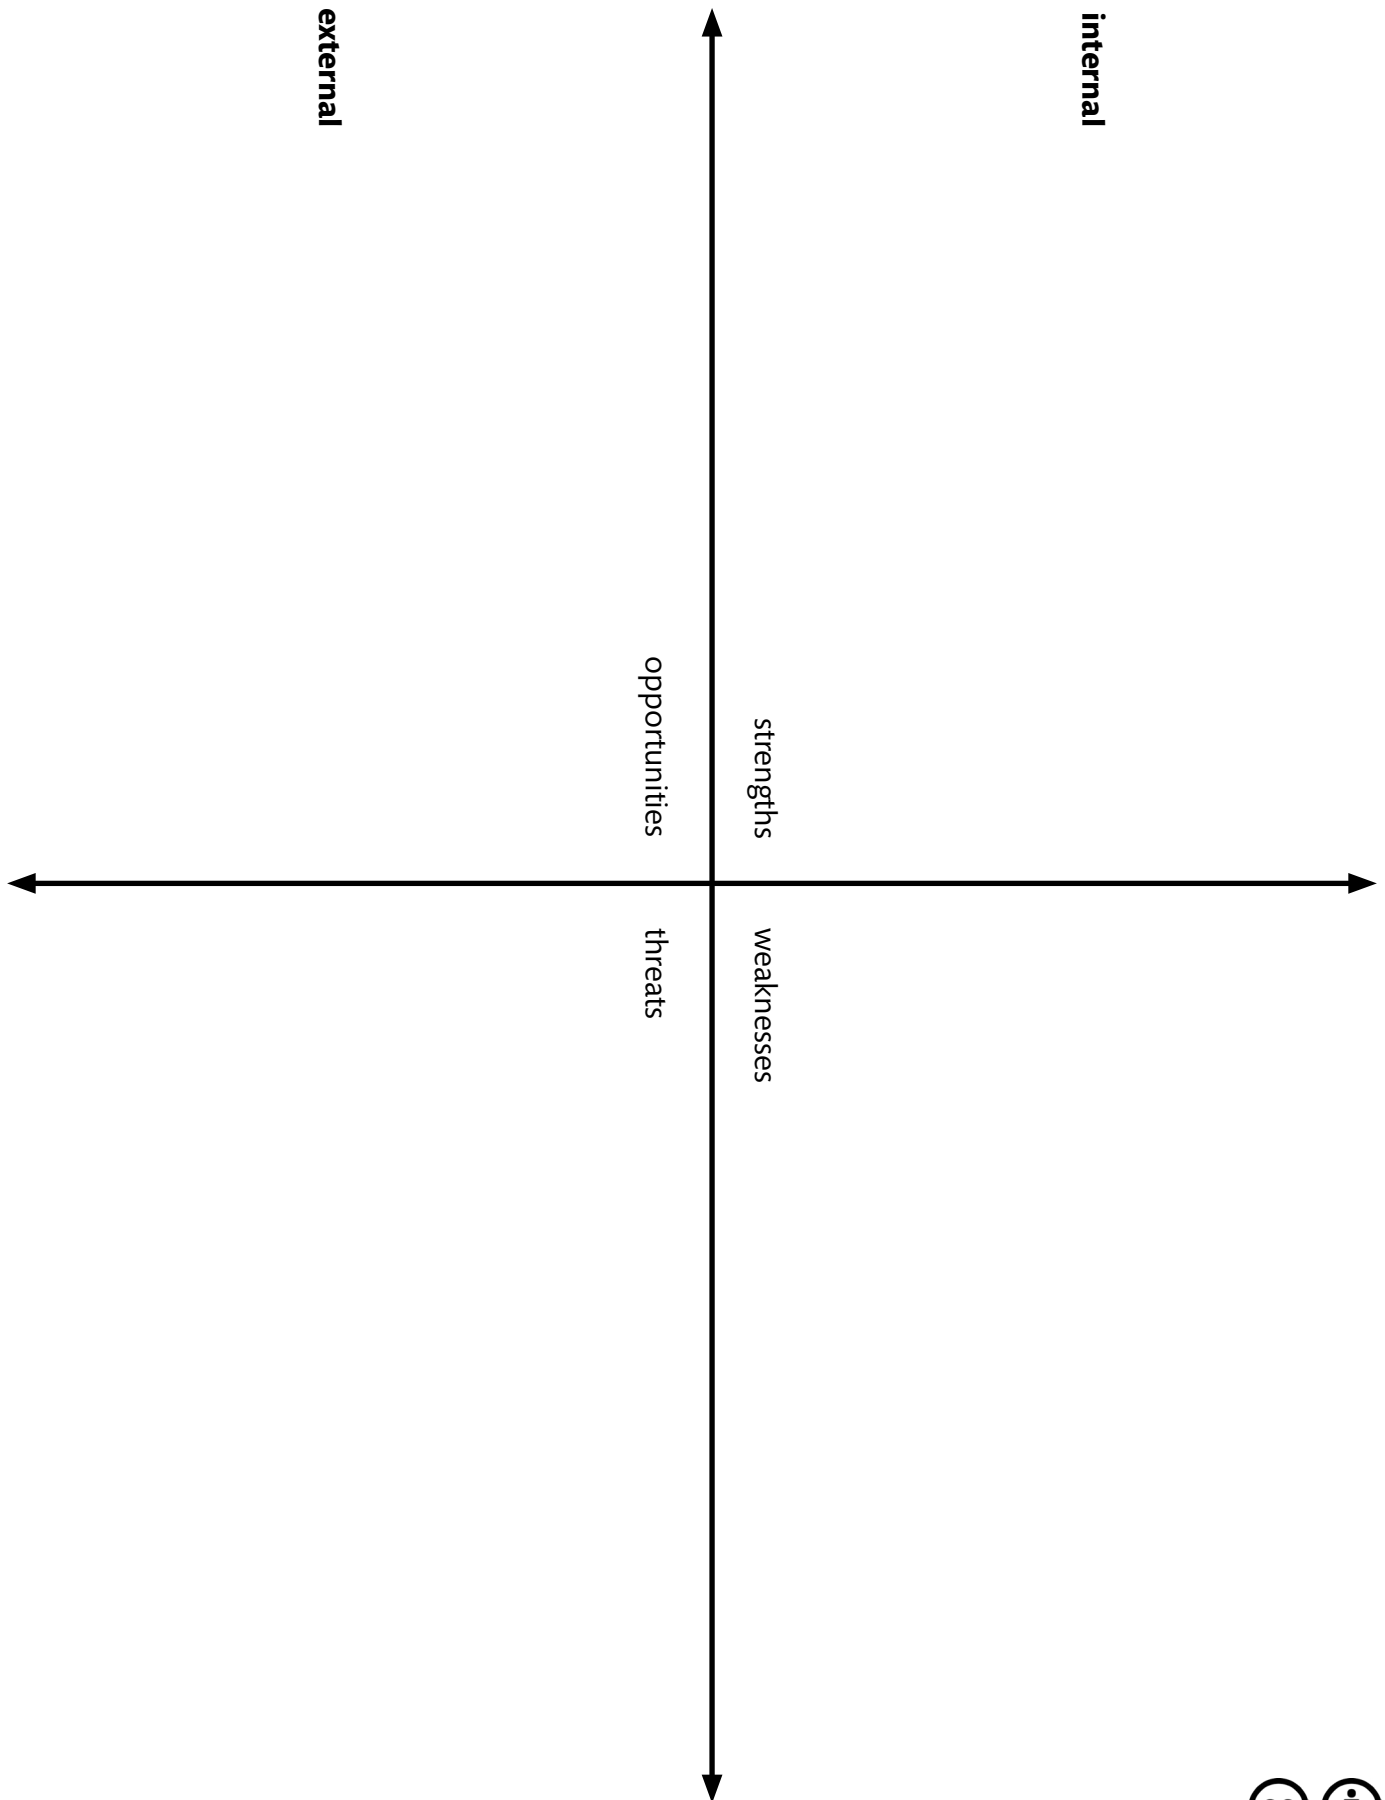 internal
strengths
weaknesses
external
opportunities
threats